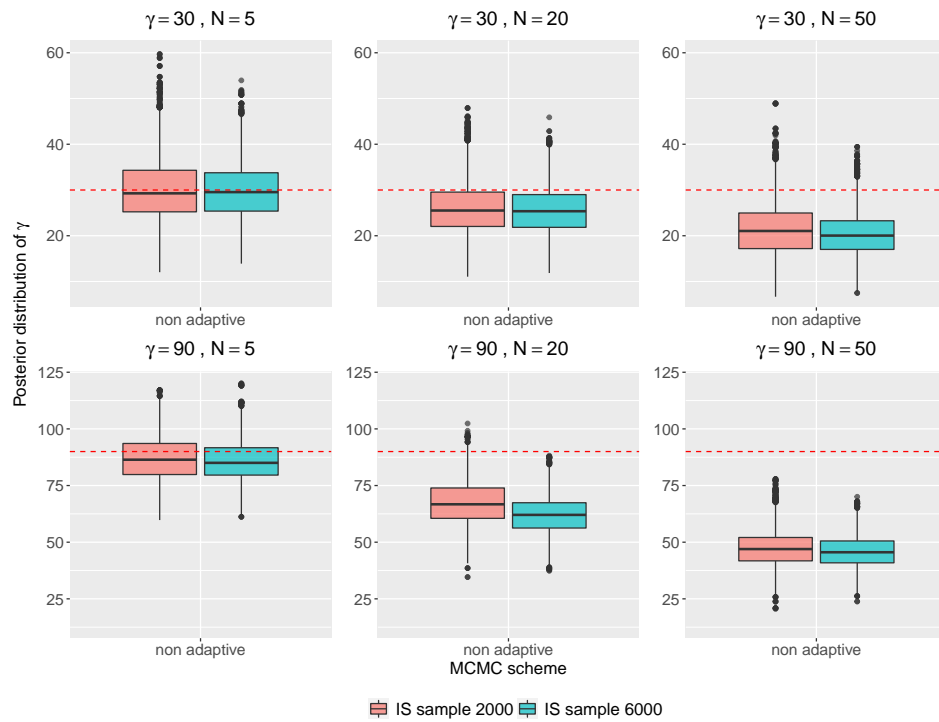 γ = 30 , N = 5
γ = 30 , N = 20
γ = 30 , N = 50
60
40
20
60
40
20
60
40
20
non adaptive
non adaptive
non adaptive
Posterior distribution of γ
γ = 90 , N = 5
γ = 90 , N = 20
γ = 90 , N = 50
125
100
75
50
25
125
100
75
50
25
125
100
75
50
25
non adaptive
non adaptive
non adaptive
MCMC scheme
IS sample 2000 IS sample 6000